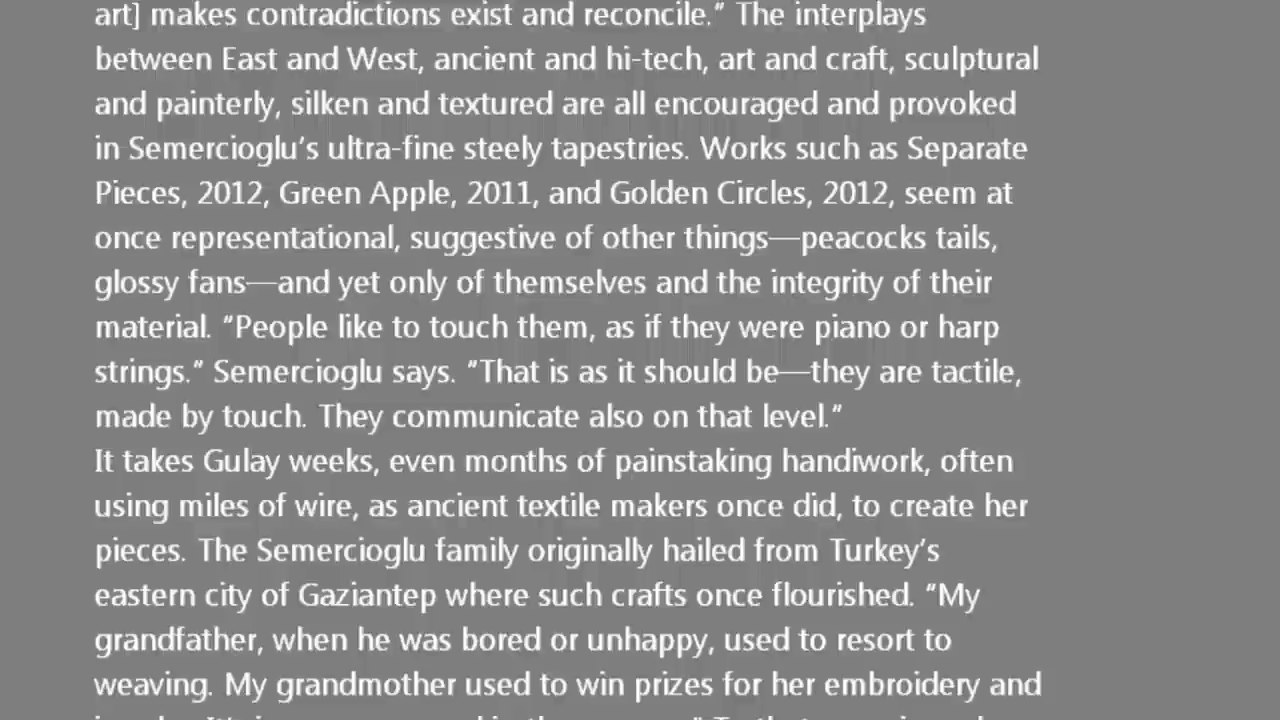 art] makes contradictions exist and reconcile.” The interplays
between East and West, ancient and hi-tech, art and craft, sculptural
and painterly, silken and textured are all encouraged and provoked
in Semercioglu’s ultra-fine steely tapestries. Works such as Separate
Pieces, 2012, Green Apple, 2011, and Golden Circles, 2012, seem at
once representational, suggestive of other things—peacocks tails,
glossy fans—and yet only of themselves and the integrity of their
material. “People like to touch them, as if they were piano or harp
strings.” Semercioglu says. “That is as it should be—they are tactile,
made by touch. They communicate also on that level.”
It takes Gulay weeks, even months of painstaking handiwork, often
using miles of wire, as ancient textile makers once did, to create her
pieces. The Semercioglu family originally hailed from Turkey’s
eastern city of Gaziantep where such crafts once flourished. “My
grandfather, when he was bored or unhappy, used to resort to
weaving. My grandmother used to win prizes for her embroidery and